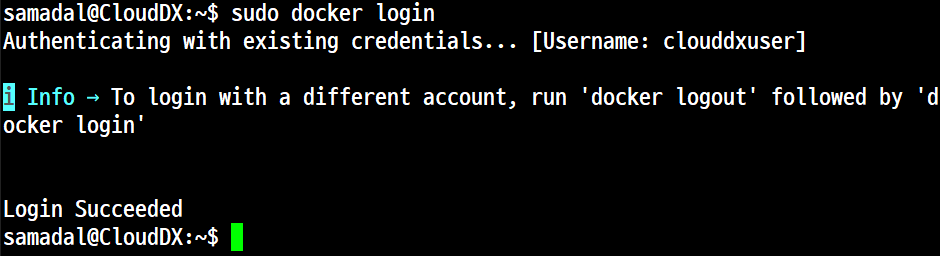 samadal@CloudDX:~$ sudo docker login
Authenticating with existing credentials... [Username: clouddxuser]
i Info → To login with a different account, run 'docker logout' followed by 'd
ocker login'
Login Succeeded
samadal@CloudDX:~$